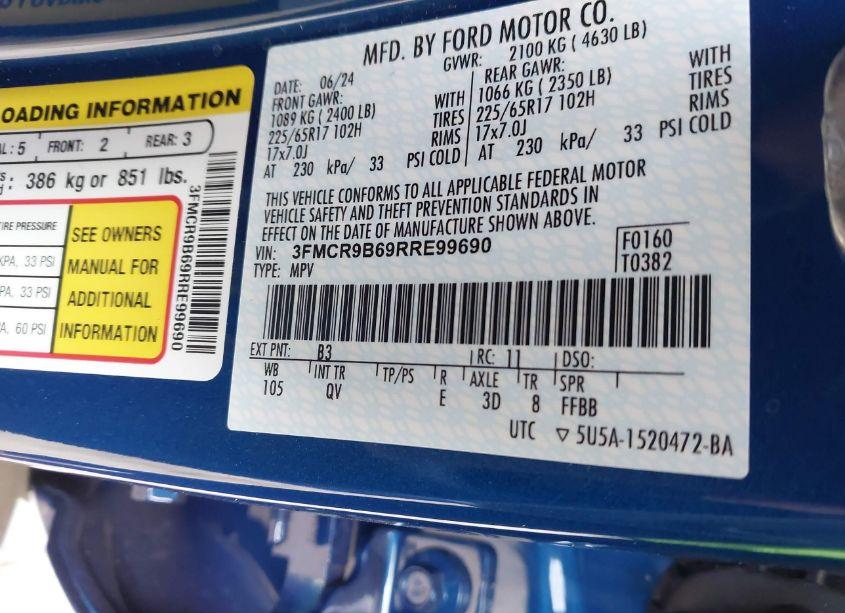 LOADING INFORMATION
AL: 5 FRONT: 2 REAR: 3
: 386 kg or 851 lbs.
TIRE PRESSURE
KPA, 33 PSI
PA, 33 PSI
A, 60 PSI
SEE OWNERS
MANUAL FOR
ADDITIONAL
INFORMATION
3FMCR9B69RRE99690
MFD. BY FORD MOTOR CO.
DATE: 06/24 GVWR: 2100 KG ( 4630 LB)
FRONT GAWR: REAR GAWR:
1089 KG ( 2400 LB) WITH 1066 KG ( 2350 LB) WITH
225/65R17 102H TIRES 225/65R17 102H TIRES
17x7.0J RIMS 17x7.0J RIMS
AT 230 kPa/ 33 PSI COLD AT 230 kPa/ 33 PSI COLD
THIS VEHICLE CONFORMS TO ALL APPLICABLE FEDERAL MOTOR
VEHICLE SAFETY AND THEFT PREVENTION STANDARDS IN
EFFECT ON THE DATE OF MANUFACTURE SHOWN ABOVE.
VIN: 3FMCR9B69RRE99690 F0160
TYPE: MPV T0382
EXT PNT: B3 RC: 11 DSO:
WB INT TR TP/PS R AXLE TR SPR
105 QV E 3D 8 FFBB
UTC ▽ 5U5A-1520472-BA